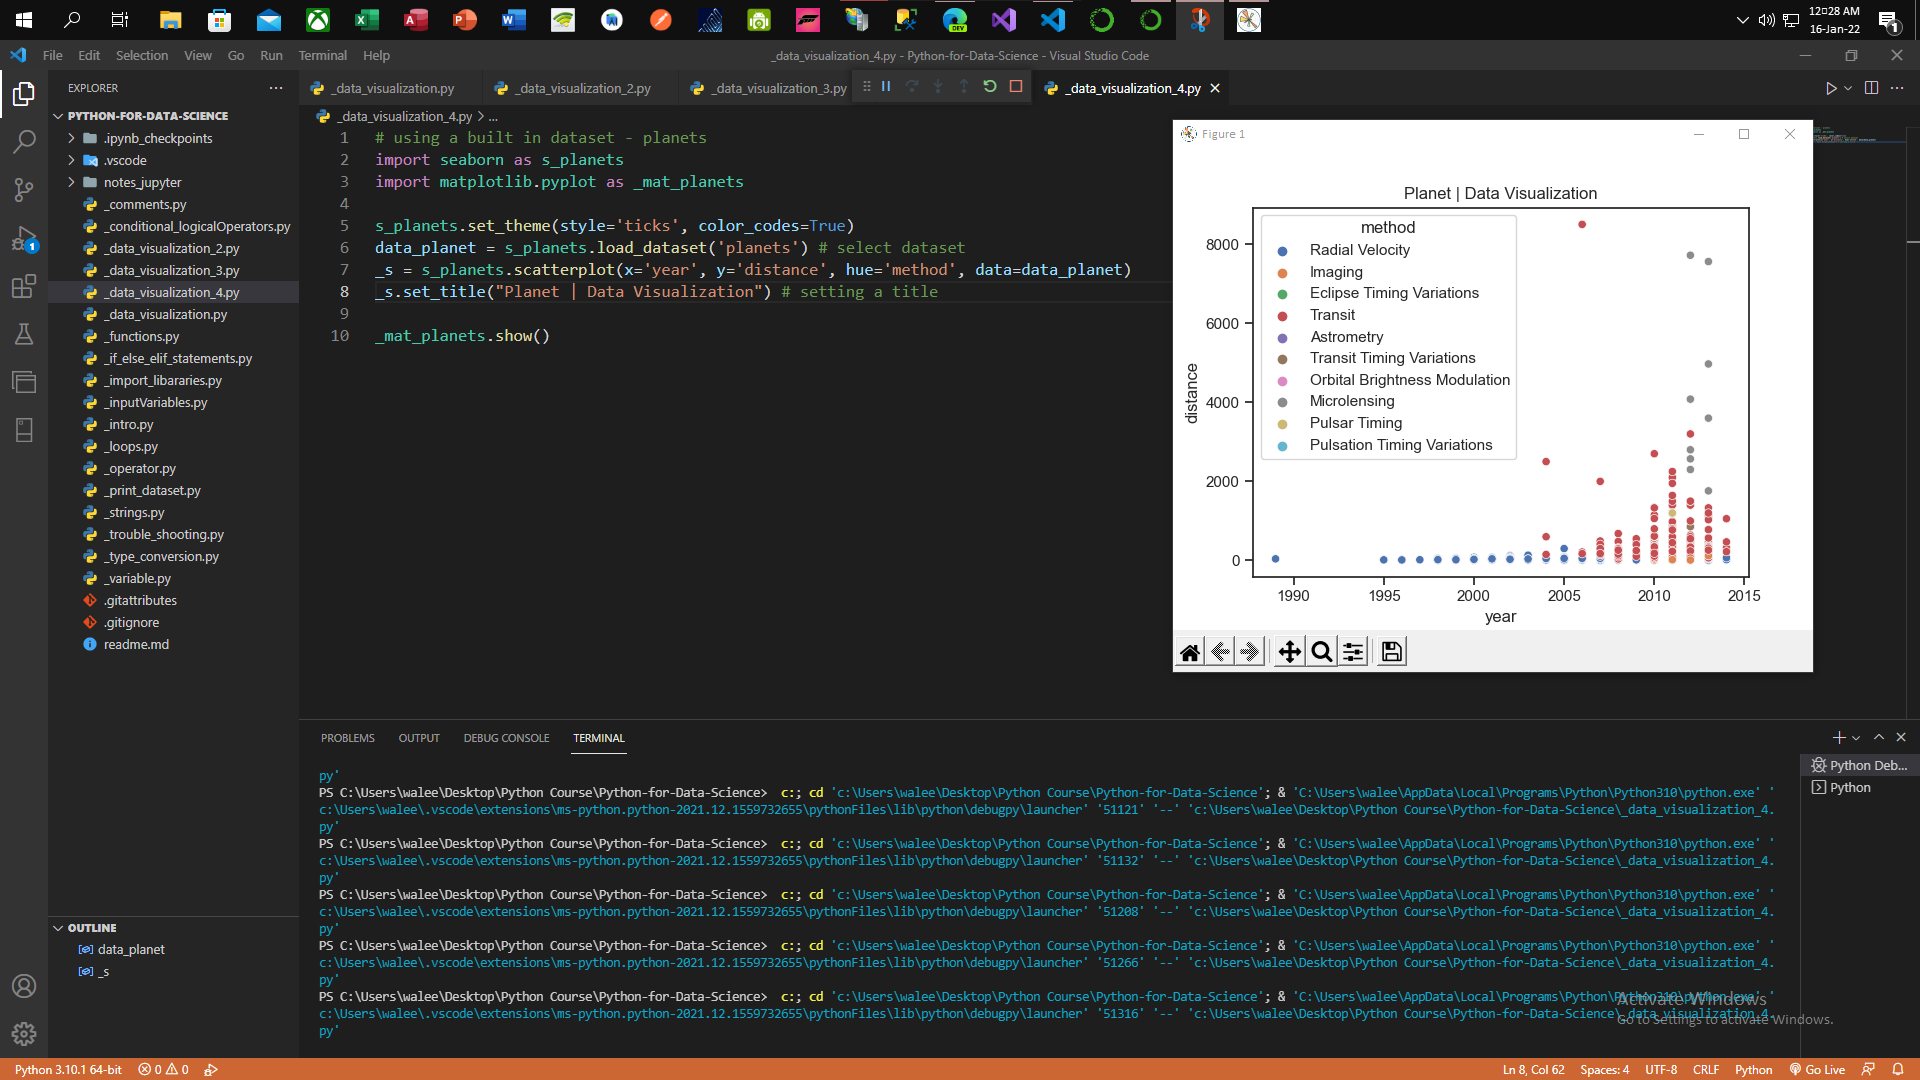 12:28 AM
16-Jan-22
1
File Edit Selection View Go Run Terminal Help
_data_visualization_4.py - Python-for-Data-Science - Visual Studio Code
EXPLORER
_data_visualization.py
_data_visualization_2.py
_data_visualization_3.py
_data_visualization_4.py
PYTHON-FOR-DATA-SCIENCE
.ipynb_checkpoints
.vscode
notes_jupyter
_comments.py
_conditional_logicalOperators.py
_data_visualization_2.py
_data_visualization_3.py
_data_visualization_4.py
_data_visualization.py
_functions.py
_if_else_elif_statements.py
_import_libararies.py
_inputVariables.py
_intro.py
_loops.py
_operator.py
_print_dataset.py
_strings.py
_trouble_shooting.py
_type_conversion.py
_variable.py
.gitattributes
.gitignore
readme.md
OUTLINE
data_planet
_s
_data_visualization_4.py > ...
1 # using a built in dataset - planets
2 import seaborn as s_planets
3 import matplotlib.pyplot as _mat_planets
4
5 s_planets.set_theme(style='ticks', color_codes=True)
6 data_planet = s_planets.load_dataset('planets') # select dataset
7 _s = s_planets.scatterplot(x='year', y='distance', hue='method', data=data_planet)
8 _s.set_title("Planet | Data Visualization") # setting a title
9
10 _mat_planets.show()
Figure 1
Planet | Data Visualization
method
Radial Velocity
Imaging
Eclipse Timing Variations
Transit
Astrometry
Transit Timing Variations
Orbital Brightness Modulation
Microlensing
Pulsar Timing
Pulsation Timing Variations
8000
6000
4000
2000
0
distance
1990 1995 2000 2005 2010 2015
year
PROBLEMS OUTPUT DEBUG CONSOLE TERMINAL
Python Deb...
Python
py'
PS C:\Users\walee\Desktop\Python Course\Python-for-Data-Science> c:; cd 'c:\Users\walee\Desktop\Python Course\Python-for-Data-Science'; & 'C:\Users\walee\AppData\Local\Programs\Python\Python310\python.exe' '
c:\Users\walee\.vscode\extensions\ms-python.python-2021.12.1559732655\pythonFiles\lib\python\debugpy\launcher' '51121' '--' 'c:\Users\walee\Desktop\Python Course\Python-for-Data-Science\_data_visualization_4.
py'
PS C:\Users\walee\Desktop\Python Course\Python-for-Data-Science> c:; cd 'c:\Users\walee\Desktop\Python Course\Python-for-Data-Science'; & 'C:\Users\walee\AppData\Local\Programs\Python\Python310\python.exe' '
c:\Users\walee\.vscode\extensions\ms-python.python-2021.12.1559732655\pythonFiles\lib\python\debugpy\launcher' '51132' '--' 'c:\Users\walee\Desktop\Python Course\Python-for-Data-Science\_data_visualization_4.
py'
PS C:\Users\walee\Desktop\Python Course\Python-for-Data-Science> c:; cd 'c:\Users\walee\Desktop\Python Course\Python-for-Data-Science'; & 'C:\Users\walee\AppData\Local\Programs\Python\Python310\python.exe' '
c:\Users\walee\.vscode\extensions\ms-python.python-2021.12.1559732655\pythonFiles\lib\python\debugpy\launcher' '51208' '--' 'c:\Users\walee\Desktop\Python Course\Python-for-Data-Science\_data_visualization_4.
py'
PS C:\Users\walee\Desktop\Python Course\Python-for-Data-Science> c:; cd 'c:\Users\walee\Desktop\Python Course\Python-for-Data-Science'; & 'C:\Users\walee\AppData\Local\Programs\Python\Python310\python.exe' '
c:\Users\walee\.vscode\extensions\ms-python.python-2021.12.1559732655\pythonFiles\lib\python\debugpy\launcher' '51266' '--' 'c:\Users\walee\Desktop\Python Course\Python-for-Data-Science\_data_visualization_4.
py'
PS C:\Users\walee\Desktop\Python Course\Python-for-Data-Science> c:; cd 'c:\Users\walee\Desktop\Python Course\Python-for-Data-Science'; & 'C:\Users\walee\AppData\Local\Programs\Python\Python310\python.exe' '
c:\Users\walee\.vscode\extensions\ms-python.python-2021.12.1559732655\pythonFiles\lib\python\debugpy\launcher' '51316' '--' 'c:\Users\walee\Desktop\Python Course\Python-for-Data-Science\_data_visualization_4.
py'
Activate Windows
Go to Settings to activate Windows.
Python 3.10.1 64-bit 0 0
Ln 8, Col 62 Spaces: 4 UTF-8 CRLF Python Go Live